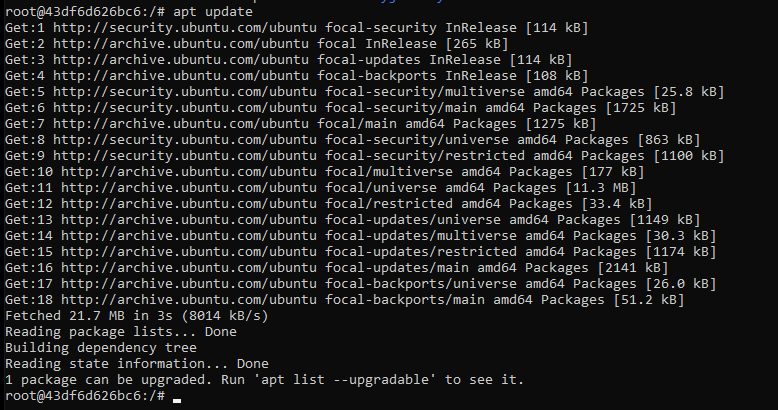 root@43df6d626bc6:/# apt update
Get:1 http://security.ubuntu.com/ubuntu focal-security InRelease [114 kB]
Get:2 http://archive.ubuntu.com/ubuntu focal InRelease [265 kB]
Get:3 http://archive.ubuntu.com/ubuntu focal-updates InRelease [114 kB]
Get:4 http://archive.ubuntu.com/ubuntu focal-backports InRelease [108 kB]
Get:5 http://security.ubuntu.com/ubuntu focal-security/multiverse amd64 Packages [25.8 kB]
Get:6 http://security.ubuntu.com/ubuntu focal-security/main amd64 Packages [1725 kB]
Get:7 http://archive.ubuntu.com/ubuntu focal/main amd64 Packages [1275 kB]
Get:8 http://security.ubuntu.com/ubuntu focal-security/universe amd64 Packages [863 kB]
Get:9 http://security.ubuntu.com/ubuntu focal-security/restricted amd64 Packages [1100 kB]
Get:10 http://archive.ubuntu.com/ubuntu focal/multiverse amd64 Packages [177 kB]
Get:11 http://archive.ubuntu.com/ubuntu focal/universe amd64 Packages [11.3 MB]
Get:12 http://archive.ubuntu.com/ubuntu focal/restricted amd64 Packages [33.4 kB]
Get:13 http://archive.ubuntu.com/ubuntu focal-updates/universe amd64 Packages [1149 kB]
Get:14 http://archive.ubuntu.com/ubuntu focal-updates/multiverse amd64 Packages [30.3 kB]
Get:15 http://archive.ubuntu.com/ubuntu focal-updates/restricted amd64 Packages [1174 kB]
Get:16 http://archive.ubuntu.com/ubuntu focal-updates/main amd64 Packages [2141 kB]
Get:17 http://archive.ubuntu.com/ubuntu focal-backports/universe amd64 Packages [26.0 kB]
Get:18 http://archive.ubuntu.com/ubuntu focal-backports/main amd64 Packages [51.2 kB]
Fetched 21.7 MB in 3s (8014 kB/s)
Reading package lists... Done
Building dependency tree
Reading state information... Done
1 package can be upgraded. Run 'apt list --upgradable' to see it.
root@43df6d626bc6:/#